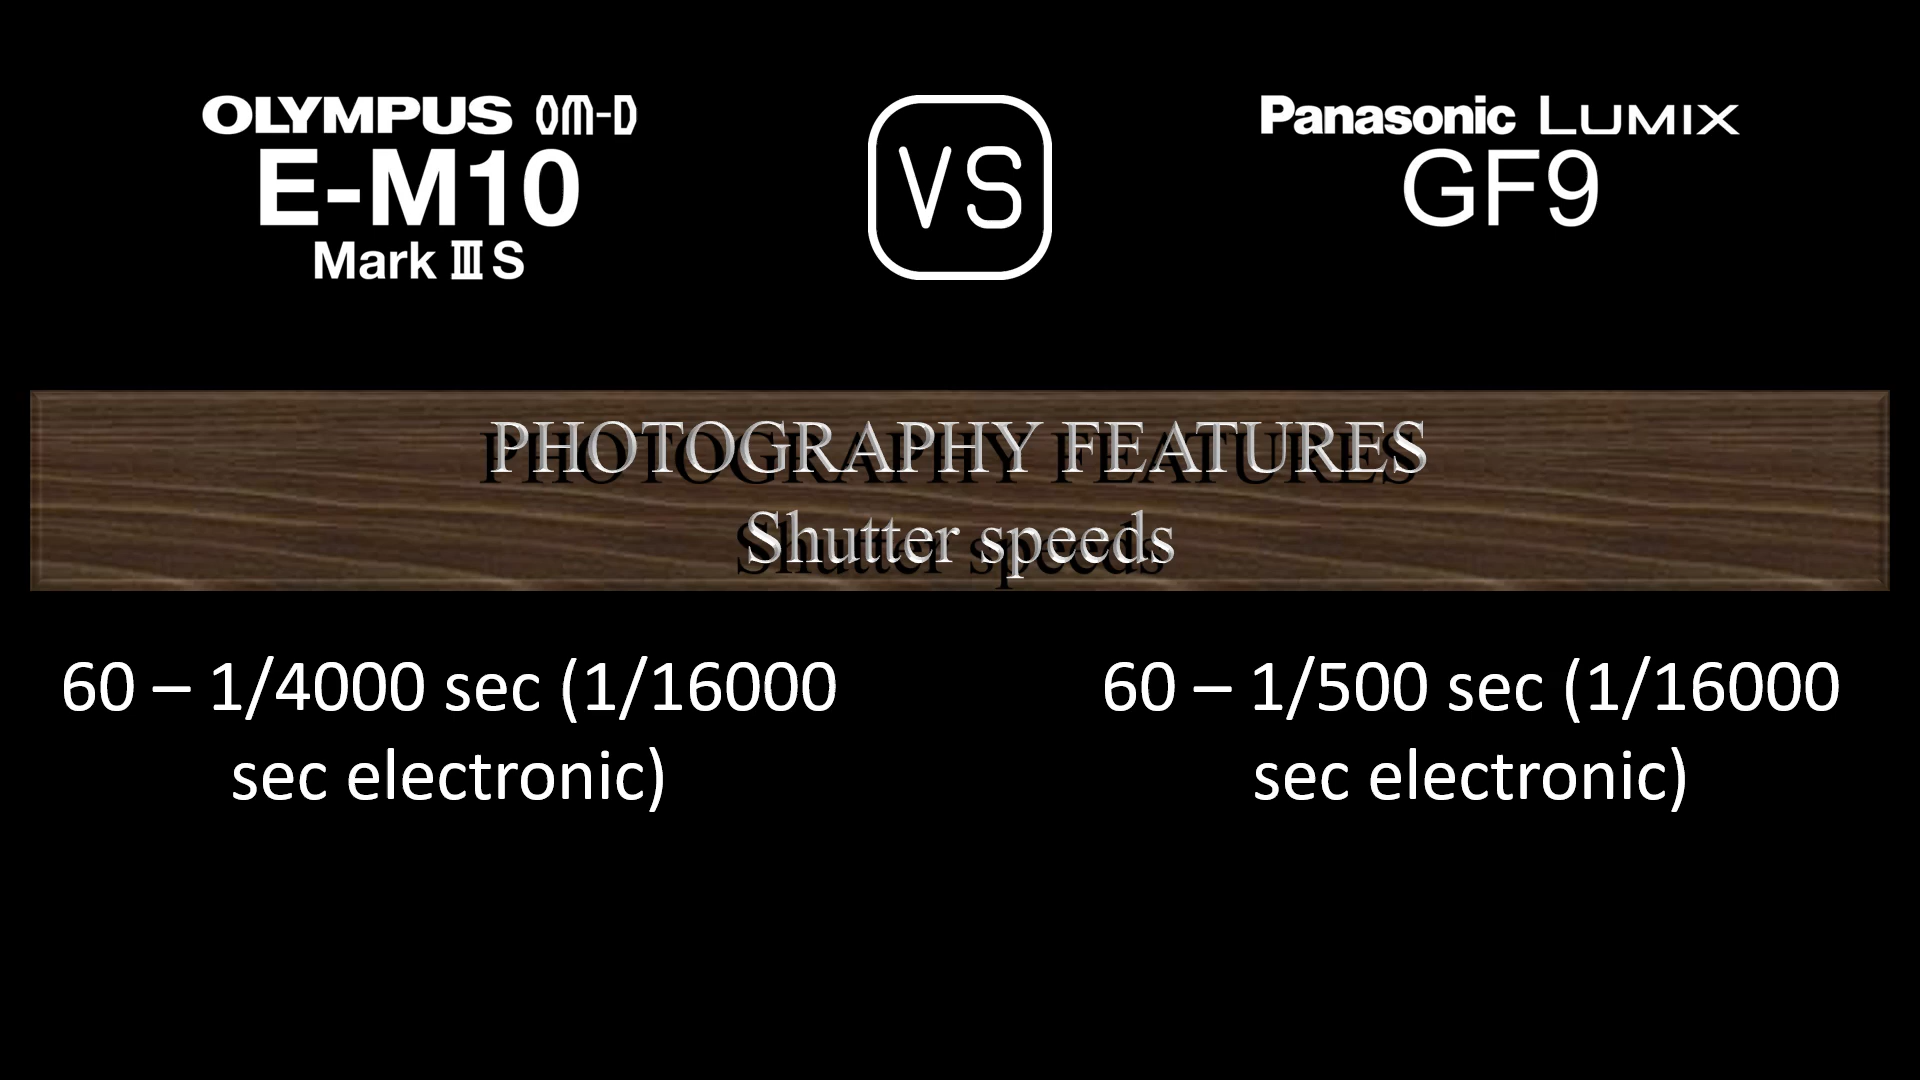 OLYMPUS OM-D
E-M10
Mark III S
VS
Panasonic LUMIX
GF9
PHOTOGRAPHY FEATURES
Shutter speeds
60 – 1/4000 sec (1/16000
sec electronic)
60 – 1/500 sec (1/16000
sec electronic)